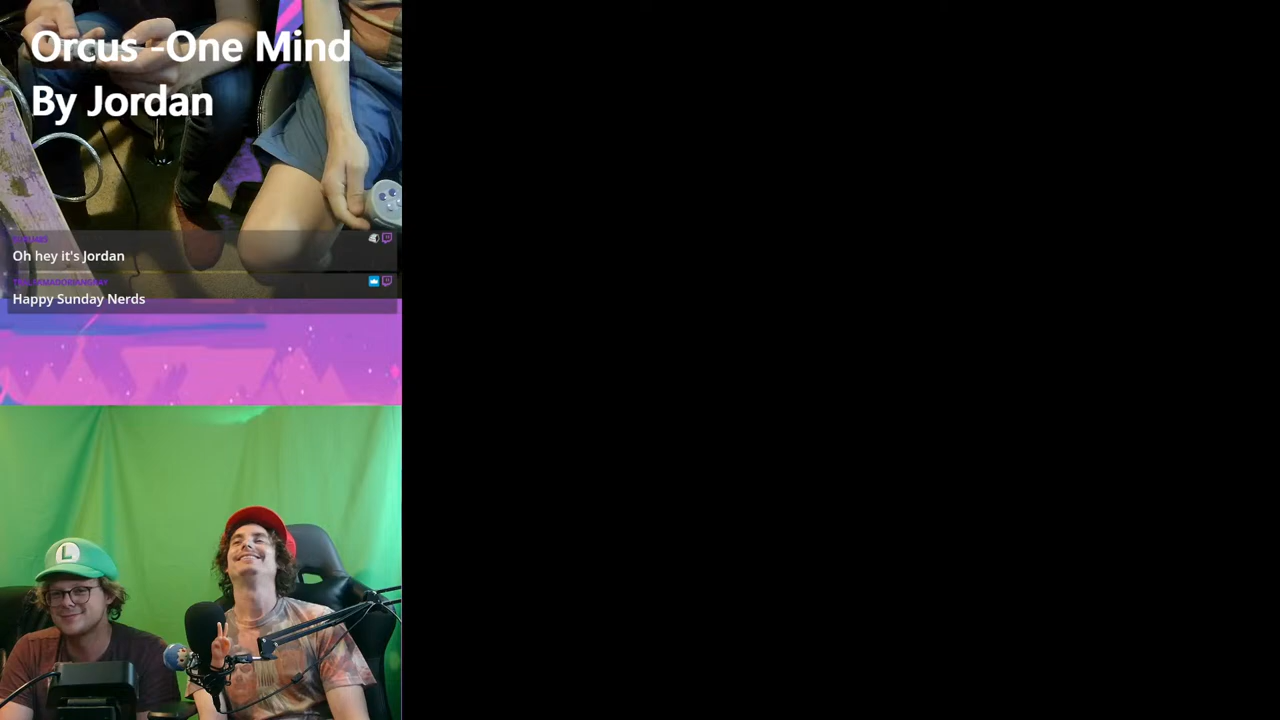 Orcus -One Mind
By Jordan
Oh hey it's Jordan
Happy Sunday Nerds
L